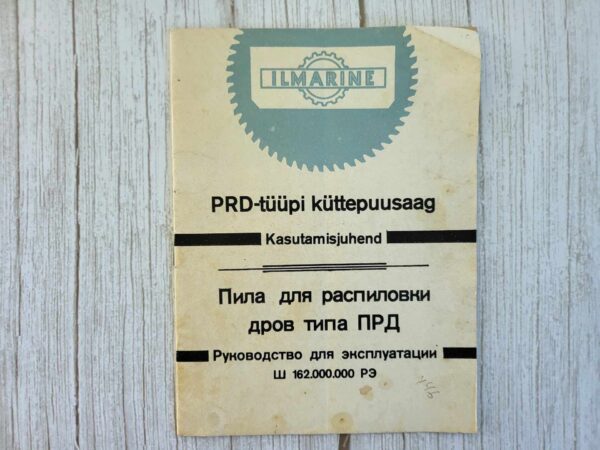 ILMARINE
PRD-tüüpi küttepuusaag
Kasutamisjuhend
Пила для распиловки
дров типа ПРД
Руководство для эксплуатации
Ш 162.000.000 РЭ